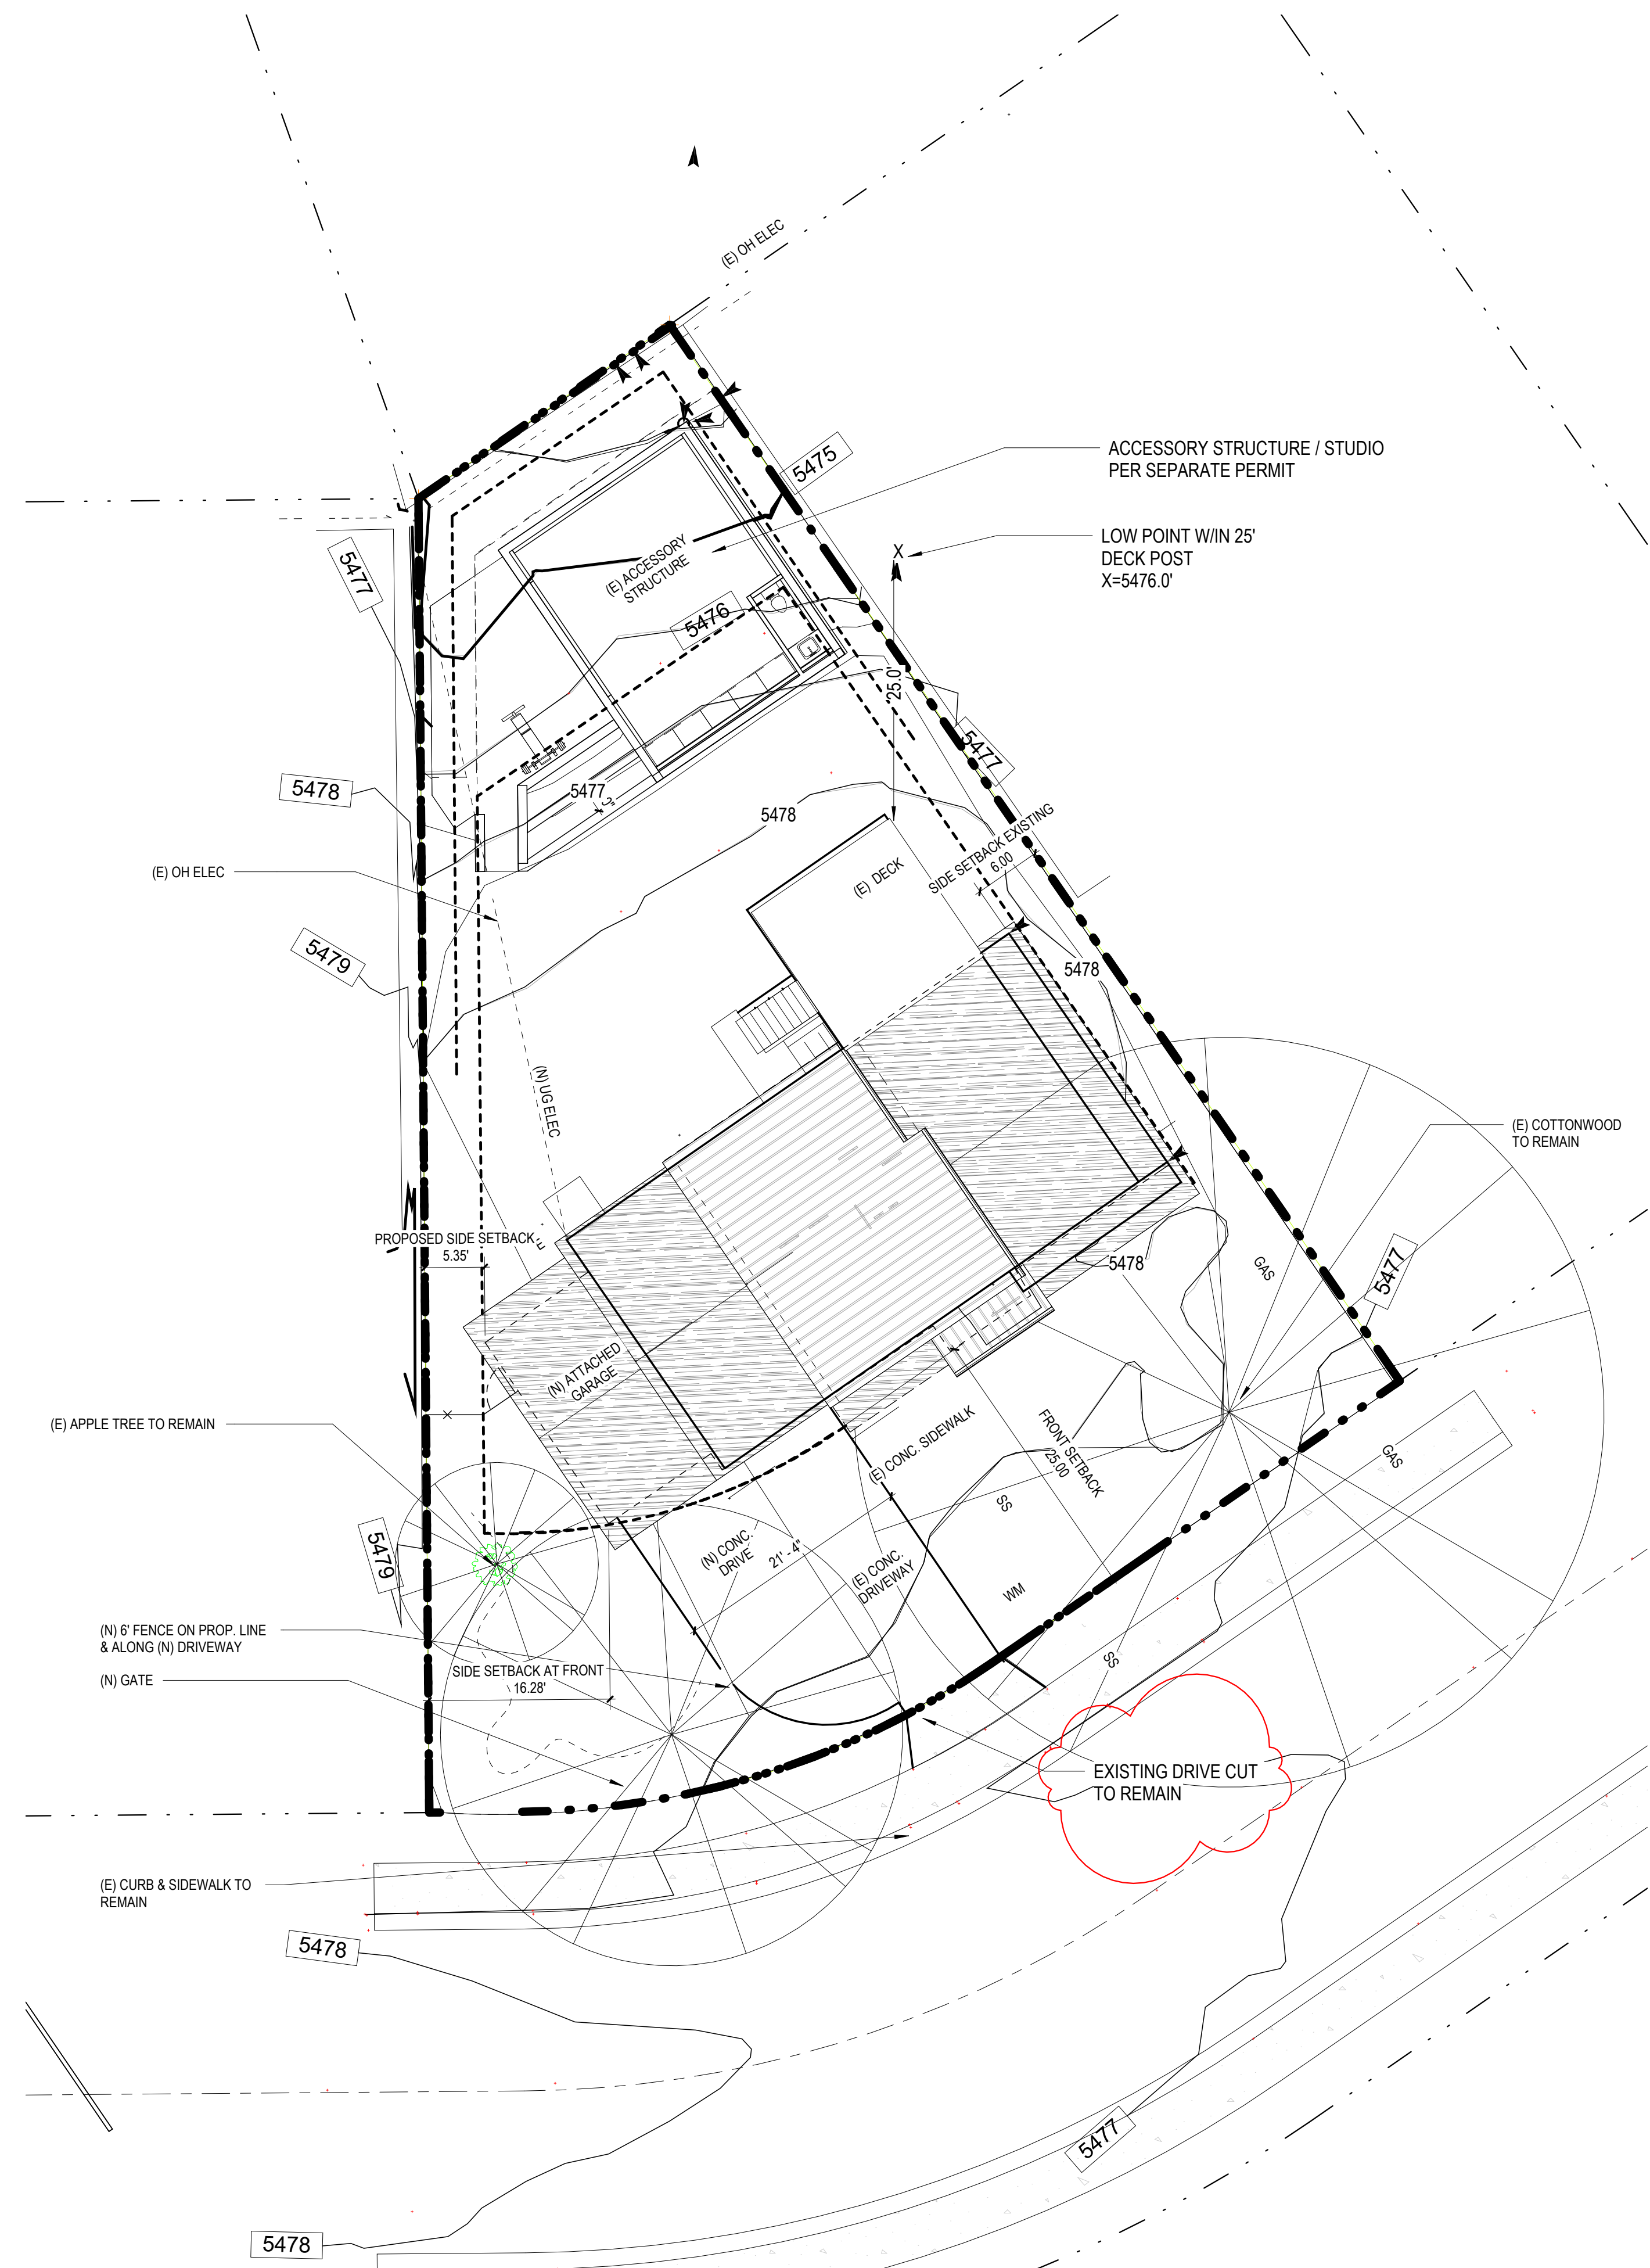 (E) OH ELEC
5475
ACCESSORY STRUCTURE / STUDIO
PER SEPARATE PERMIT
LOW POINT W/IN 25'
DECK POST
X=5476.0'
X
5477
(E) ACCESSORY
STRUCTURE
5476
25.0'
5477
5478
5477
5478
(E) DECK
SIDE SETBACK EXISTING
6.00
(E) OH ELEC
5479
5478
(N) UG ELEC
(E) COTTONWOOD
TO REMAIN
PROPOSED SIDE SETBACK
5.35'
E
5478
GAS
5477
(N) ATTACHED
GARAGE
(E) APPLE TREE TO REMAIN
X
(E) CONC. SIDEWALK
FRONT SETBACK
25.00
GAS
SS
5479
(N) CONC.
DRIVE
21' - 4"
(E) CONC.
DRIVEWAY
WM
(N) 6' FENCE ON PROP. LINE
& ALONG (N) DRIVEWAY
(N) GATE
SIDE SETBACK AT FRONT
16.28'
SS
EXISTING DRIVE CUT
TO REMAIN
(E) CURB & SIDEWALK TO
REMAIN
5478
5477
5478